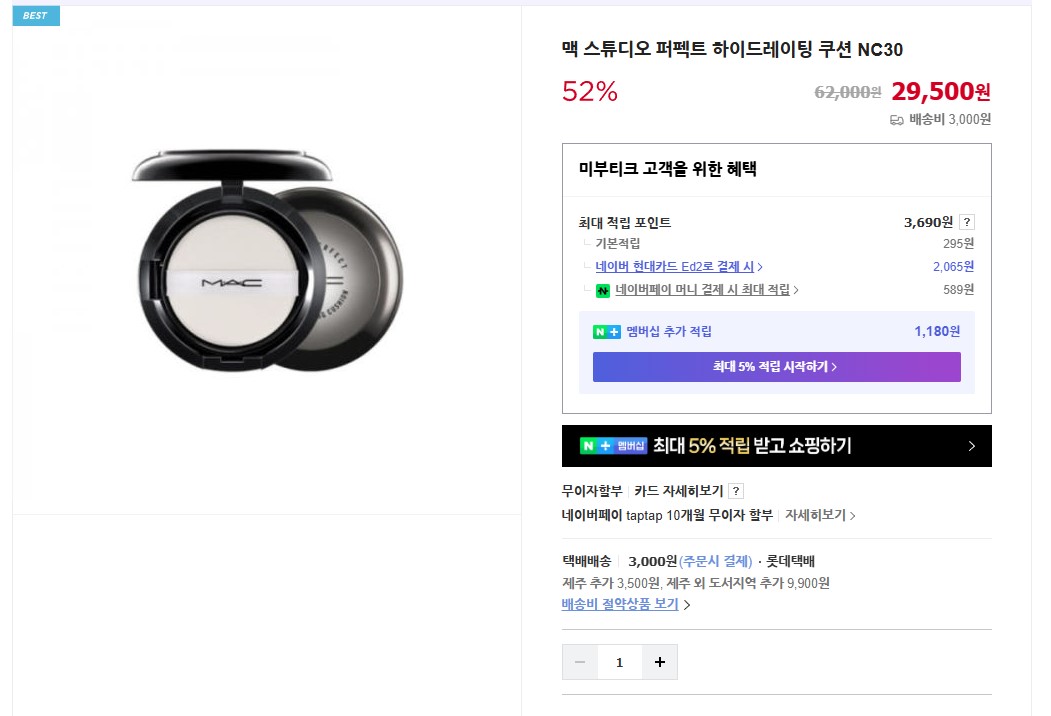 BEST
맥 스튜디오 퍼펙트 하이드레이팅 쿠션 NC30
52% 62,000원 29,500원
배송비 3,000원
미부티크 고객을 위한 혜택
최대 적립 포인트 3,690원 ?
기본적립 295원
네이버 현대카드 Ed2로 결제 시 > 2,065원
N 네이버페이 머니 결제 시 최대 적립 > 589원
N + 멤버십 추가 적립 1,180원
최대 5% 적립 시작하기 >
MAC
N + 멤버십 최대 5% 적립 받고 쇼핑하기 >
무이자할부 카드 자세히보기 ?
네이버페이 taptap 10개월 무이자 할부 자세히보기 >
택배배송 3,000원(주문시 결제) · 롯데택배
제주 추가 3,500원, 제주 외 도서지역 추가 9,900원
배송비 절약상품 보기 >
− 1 +